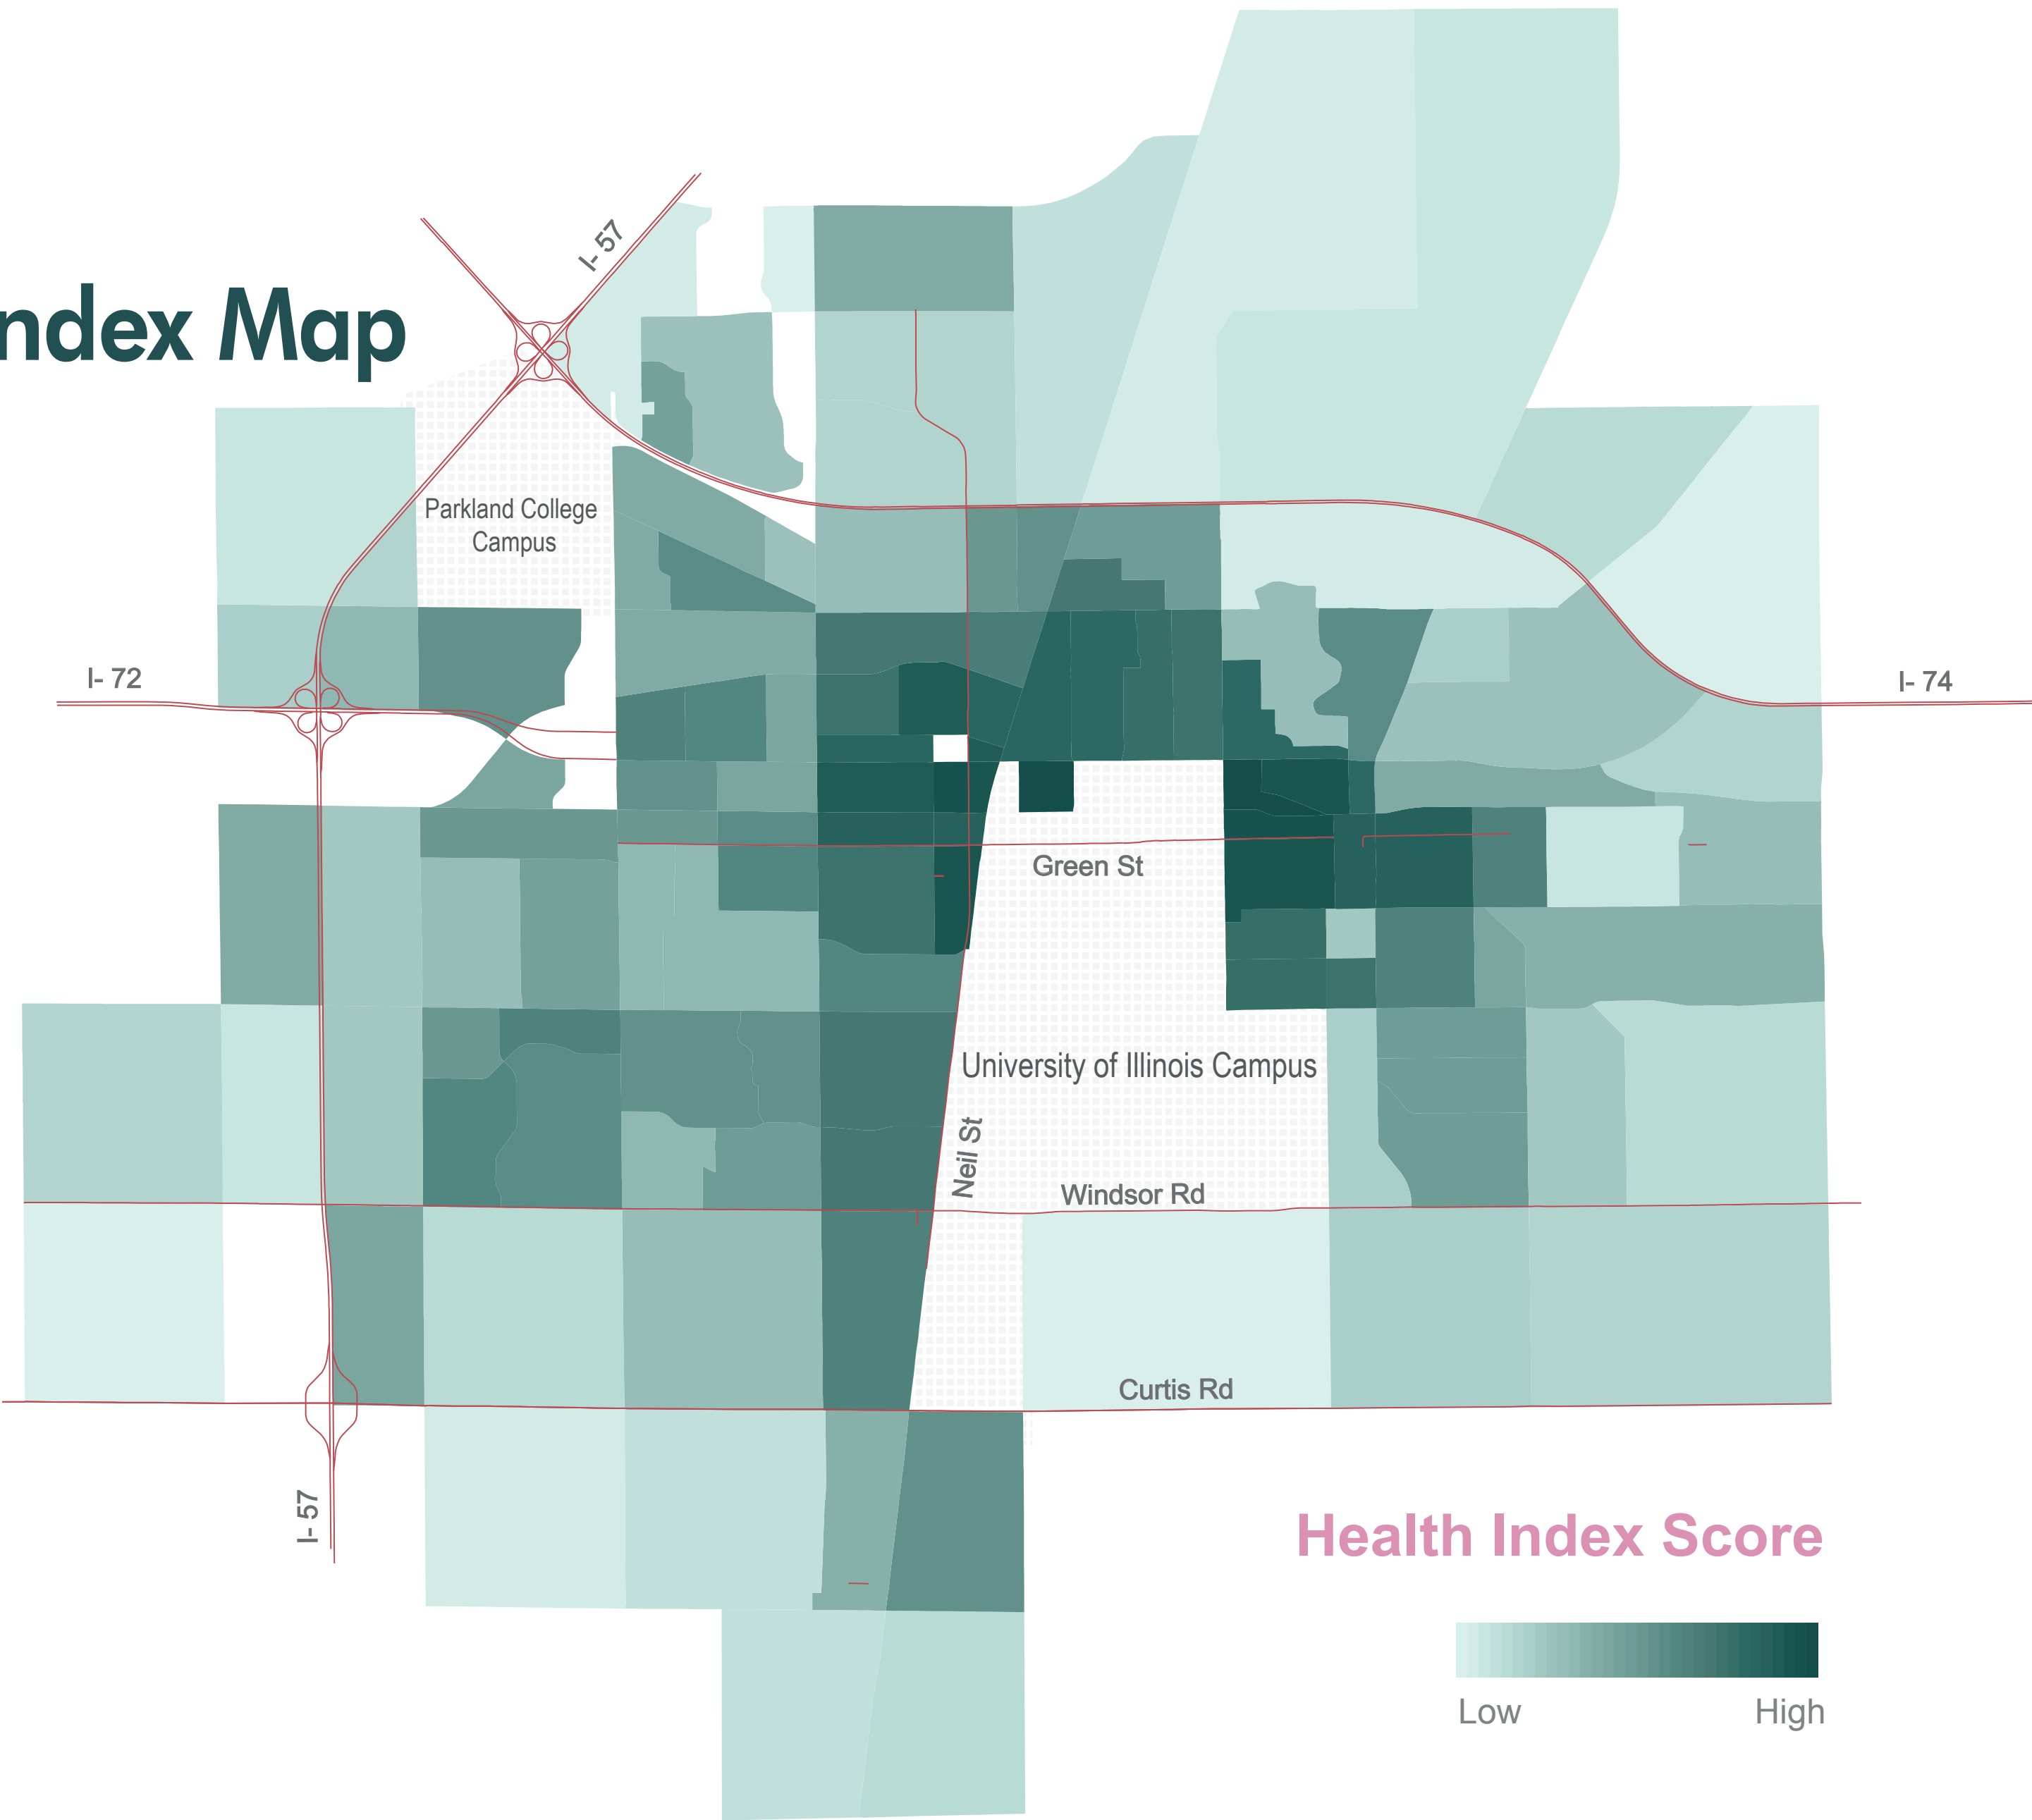 ndex Map
I- 57
Parkland College
Campus
I- 72
I- 74
Green St
University of Illinois Campus
Neil St
Windsor Rd
Curtis Rd
I- 57
Health Index Score
Low
High